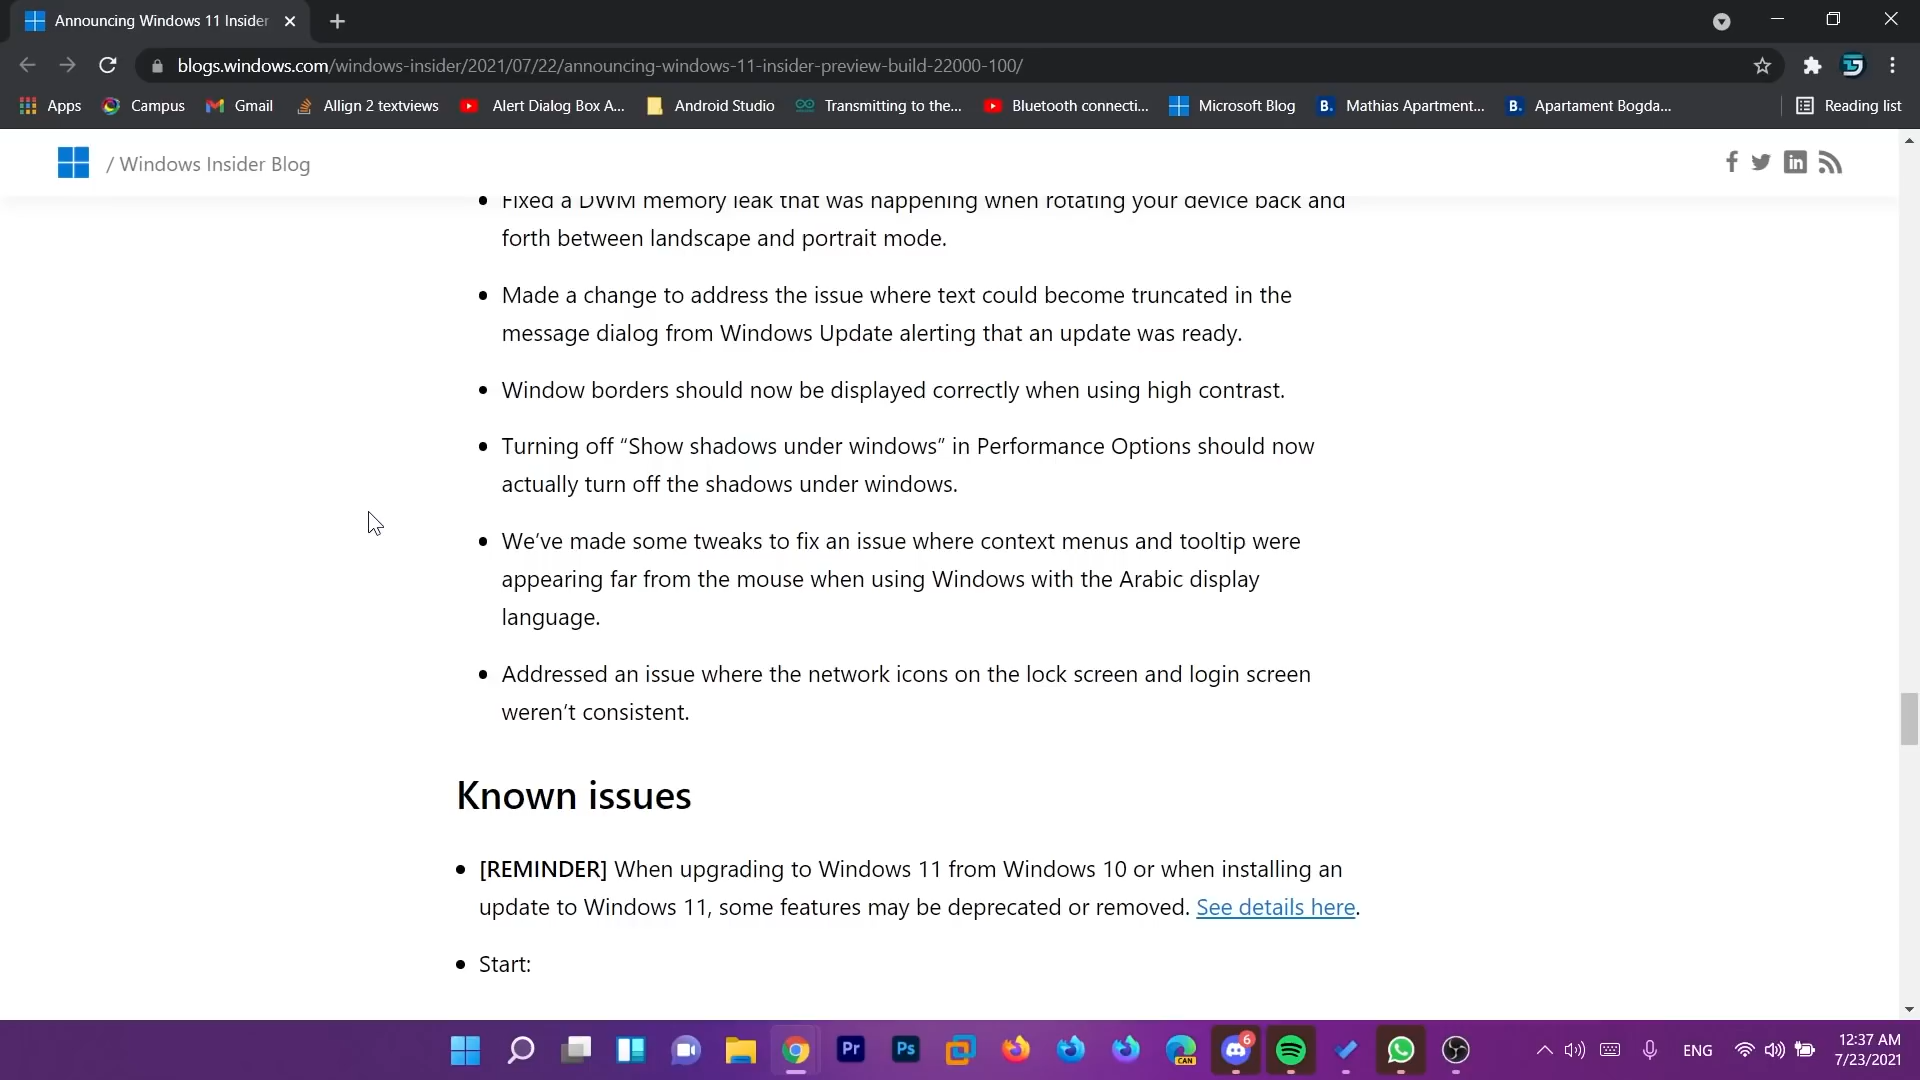 Announcing Windows 11 Insider
blogs.windows.com/windows-insider/2021/07/22/announcing-windows-11-insider-preview-build-22000-100/
Apps Campus Gmail Allign 2 textviews Alert Dialog Box A... Android Studio Transmitting to the... Bluetooth connecti... Microsoft Blog B. Mathias Apartment... B. Apartament Bogda... Reading list
/ Windows Insider Blog
Fixed a DWM memory leak that was happening when rotating your device back and
forth between landscape and portrait mode.
Made a change to address the issue where text could become truncated in the
message dialog from Windows Update alerting that an update was ready.
Window borders should now be displayed correctly when using high contrast.
Turning off “Show shadows under windows” in Performance Options should now
actually turn off the shadows under windows.
We’ve made some tweaks to fix an issue where context menus and tooltip were
appearing far from the mouse when using Windows with the Arabic display
language.
Addressed an issue where the network icons on the lock screen and login screen
weren’t consistent.
Known issues
[REMINDER] When upgrading to Windows 11 from Windows 10 or when installing an
update to Windows 11, some features may be deprecated or removed. See details here.
Start:
Pr Ps CAN 6 ENG 12:37 AM
7/23/2021